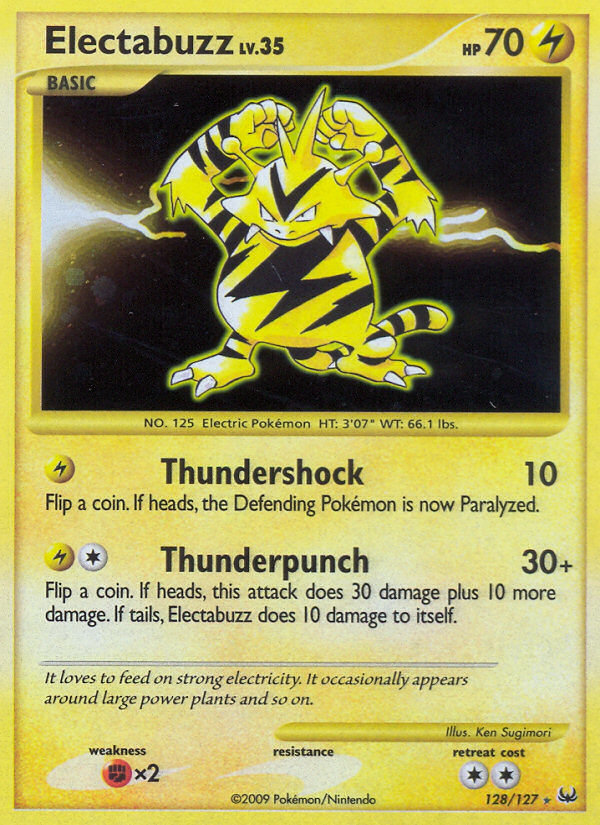 Electabuzz LV.35 HP 70
BASIC
NO. 125 Electric Pokémon HT: 3'07" WT: 66.1 lbs.
Thundershock 10
Flip a coin. If heads, the Defending Pokémon is now Paralyzed.
Thunderpunch 30+
Flip a coin. If heads, this attack does 30 damage plus 10 more
damage. If tails, Electabuzz does 10 damage to itself.
It loves to feed on strong electricity. It occasionally appears
around large power plants and so on.
Illus. Ken Sugimori
weakness resistance retreat cost
×2
©2009 Pokémon/Nintendo 128/127 ★